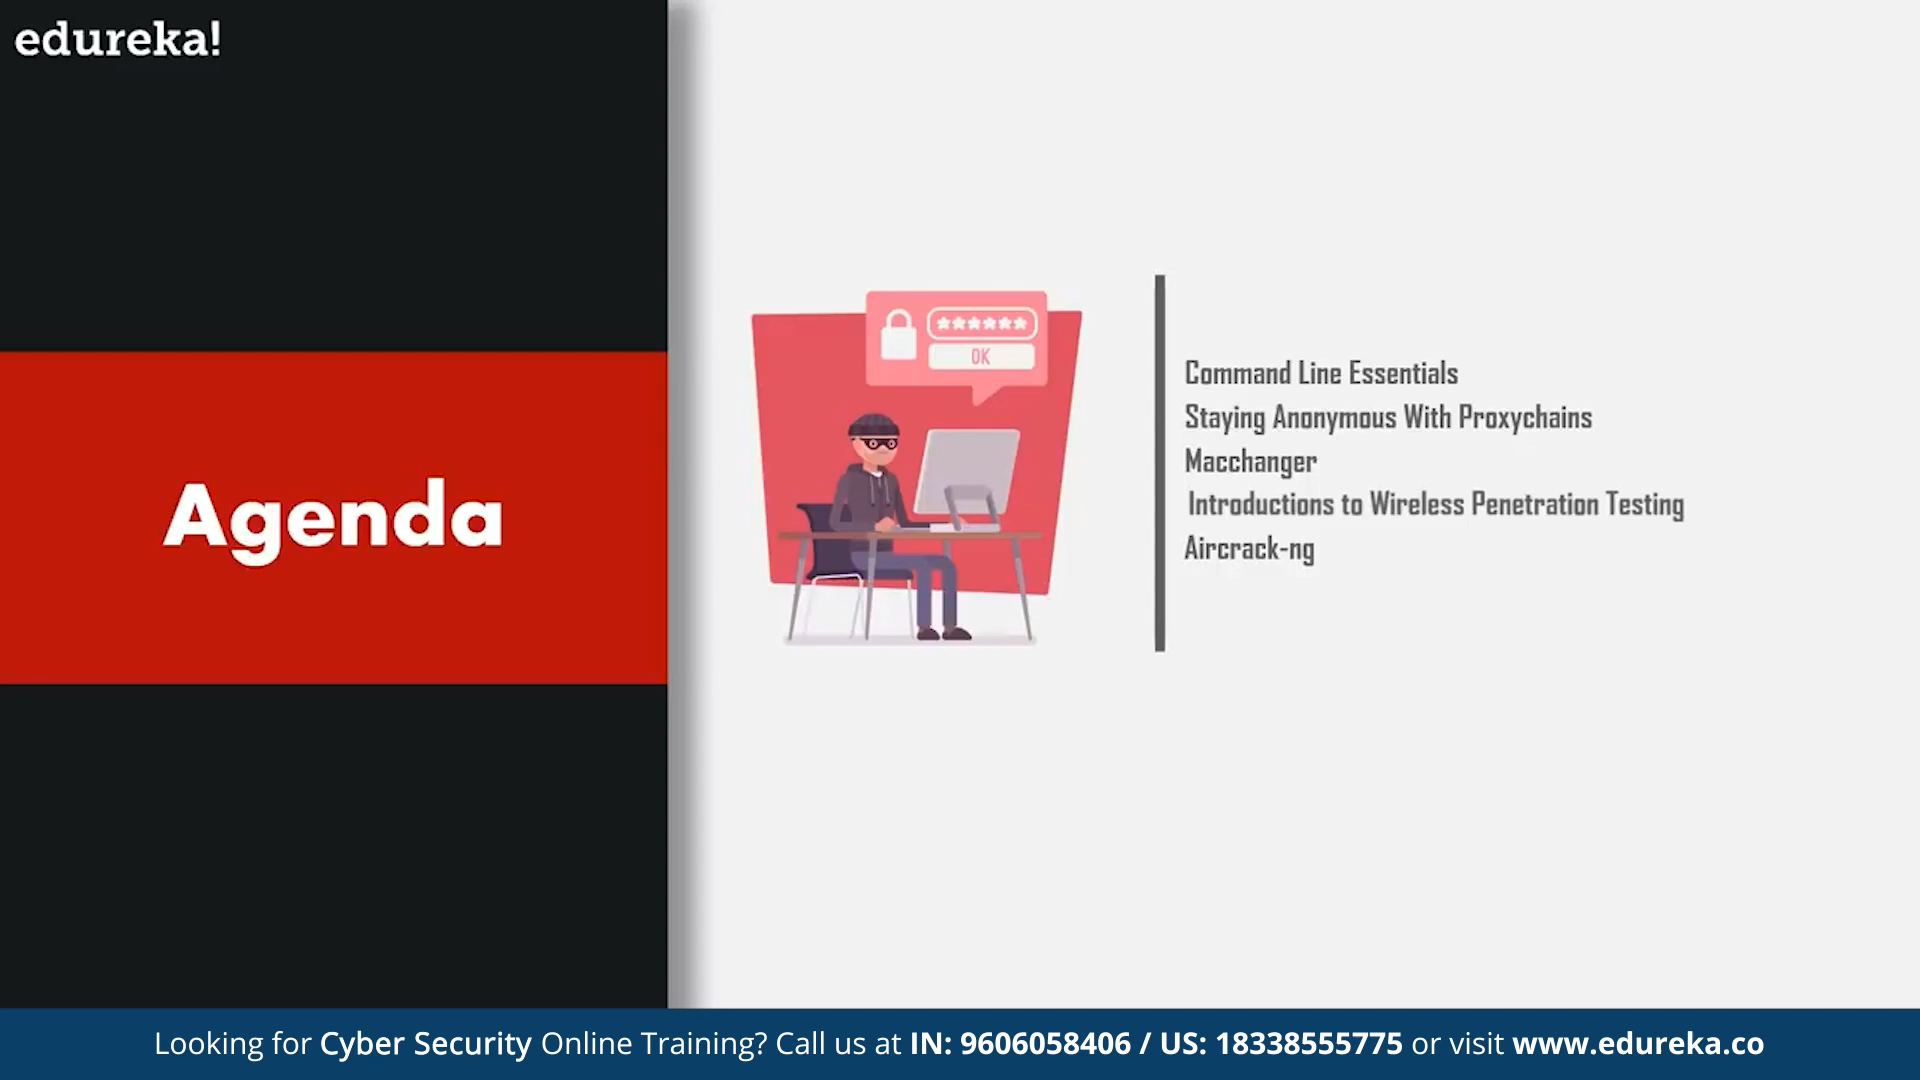 edureka!
Agenda
******
OK
Command Line Essentials
Staying Anonymous With Proxychains
Macchanger
Introductions to Wireless Penetration Testing
Aircrack-ng
Looking for Cyber Security Online Training? Call us at IN: 9606058406 / US: 18338555775 or visit www.edureka.co